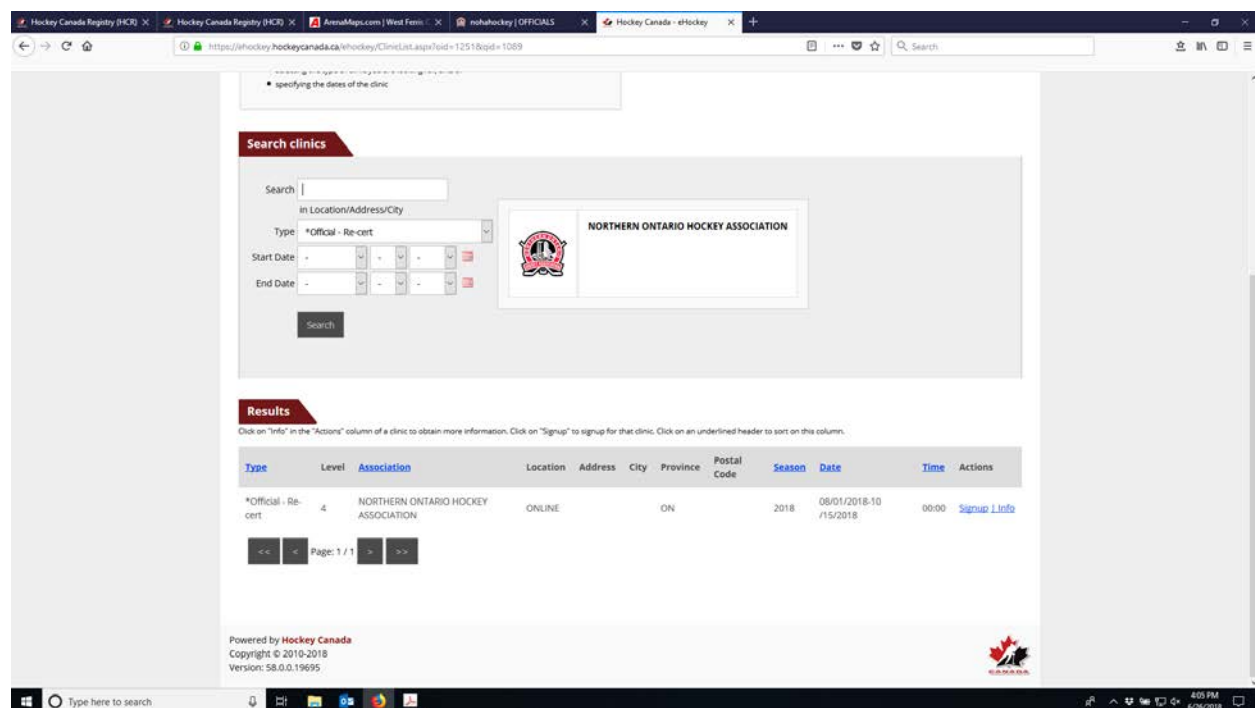 Hockey Canada Registry (HCR) Hockey Canada Registry (HCR) ArenaMaps.com | West Ferris nohahockey | OFFICIALS Hockey Canada - eHockey
https://ehockey.hockeycanada.ca/ehockey/ClinicList.aspx?oid=1251&qid=1089 Search
specifying the dates of the clinic
Search clinics
Search
in Location/Address/City
Type *Official - Re-cert
Start Date - - -
End Date - - -
Search
NORTHERN ONTARIO HOCKEY ASSOCIATION
Results
Click on "Info" in the "Actions" column of a clinic to obtain more information. Click on "Signup" to signup for that clinic. Click on an underlined header to sort on this column.
Type Level Association Location Address City Province Postal Code Season Date Time Actions
*Official - Re-cert 4 NORTHERN ONTARIO HOCKEY ASSOCIATION ONLINE ON 2018 08/01/2018-10/15/2018 00:00 Signup | Info
<< < Page: 1 / 1 > >>
Powered by Hockey Canada
Copyright © 2010-2018
Version: 58.0.0.19695
CANADA
Type here to search
4:05 PM
6/26/2018